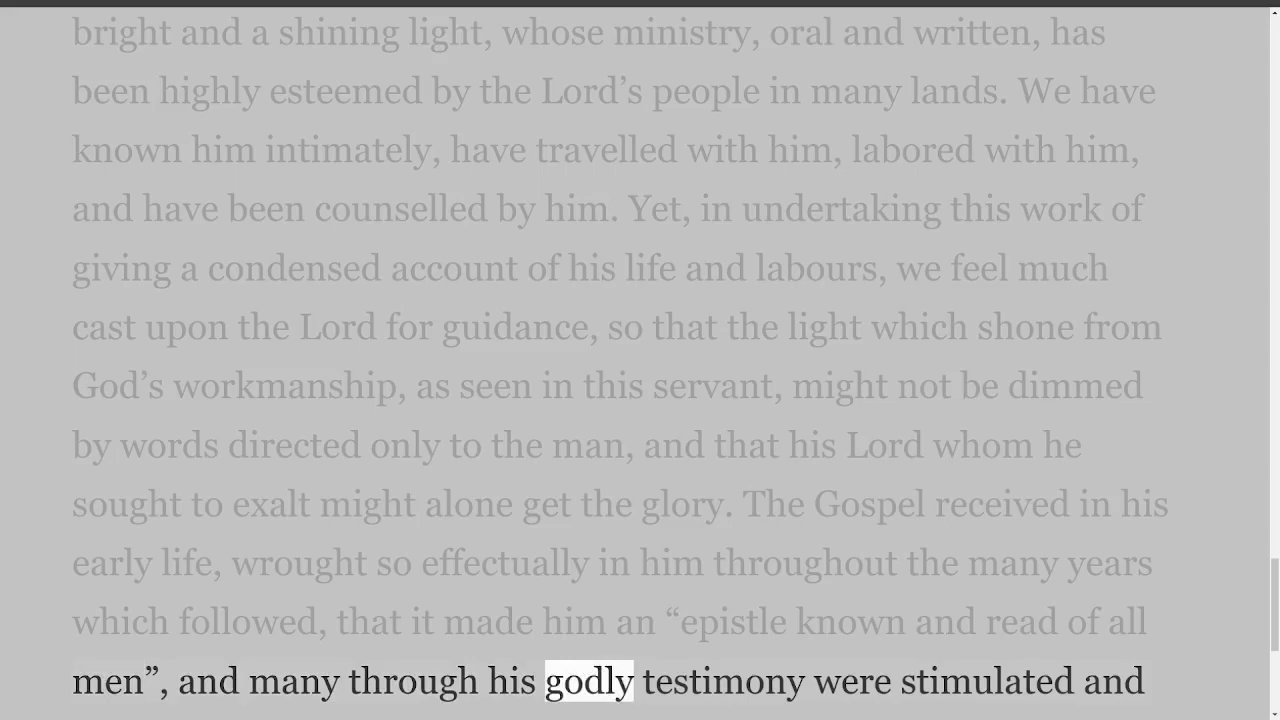 bright and a shining light, whose ministry, oral and written, has
been highly esteemed by the Lord’s people in many lands. We have
known him intimately, have travelled with him, labored with him,
and have been counselled by him. Yet, in undertaking this work of
giving a condensed account of his life and labours, we feel much
cast upon the Lord for guidance, so that the light which shone from
God’s workmanship, as seen in this servant, might not be dimmed
by words directed only to the man, and that his Lord whom he
sought to exalt might alone get the glory. The Gospel received in his
early life, wrought so effectually in him throughout the many years
which followed, that it made him an “epistle known and read of all
men”, and many through his godly testimony were stimulated and